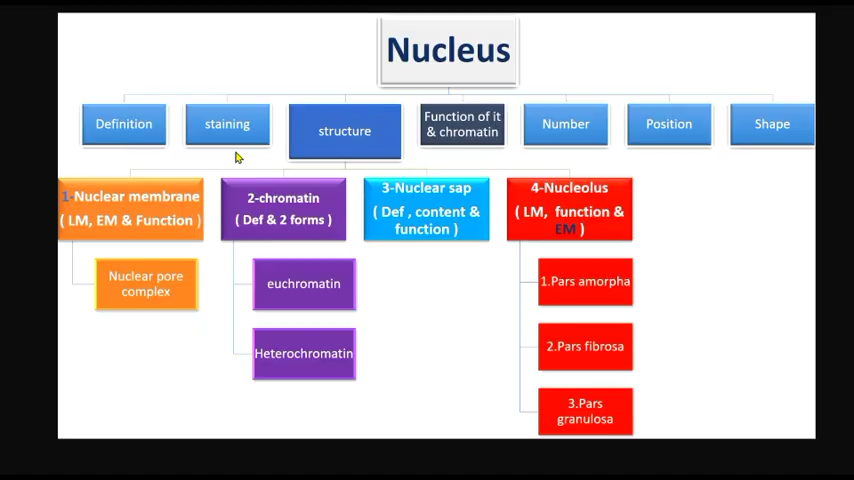 Nucleus
Definition
staining
structure
Function of it
& chromatin
Number
Position
Shape
1-Nuclear membrane
( LM, EM & Function )
2-chromatin
( Def & 2 forms )
3-Nuclear sap
( Def , content &
function )
4-Nucleolus
( LM, function &
EM )
Nuclear pore
complex
euchromatin
Heterochromatin
1.Pars amorpha
2.Pars fibrosa
3.Pars
granulosa